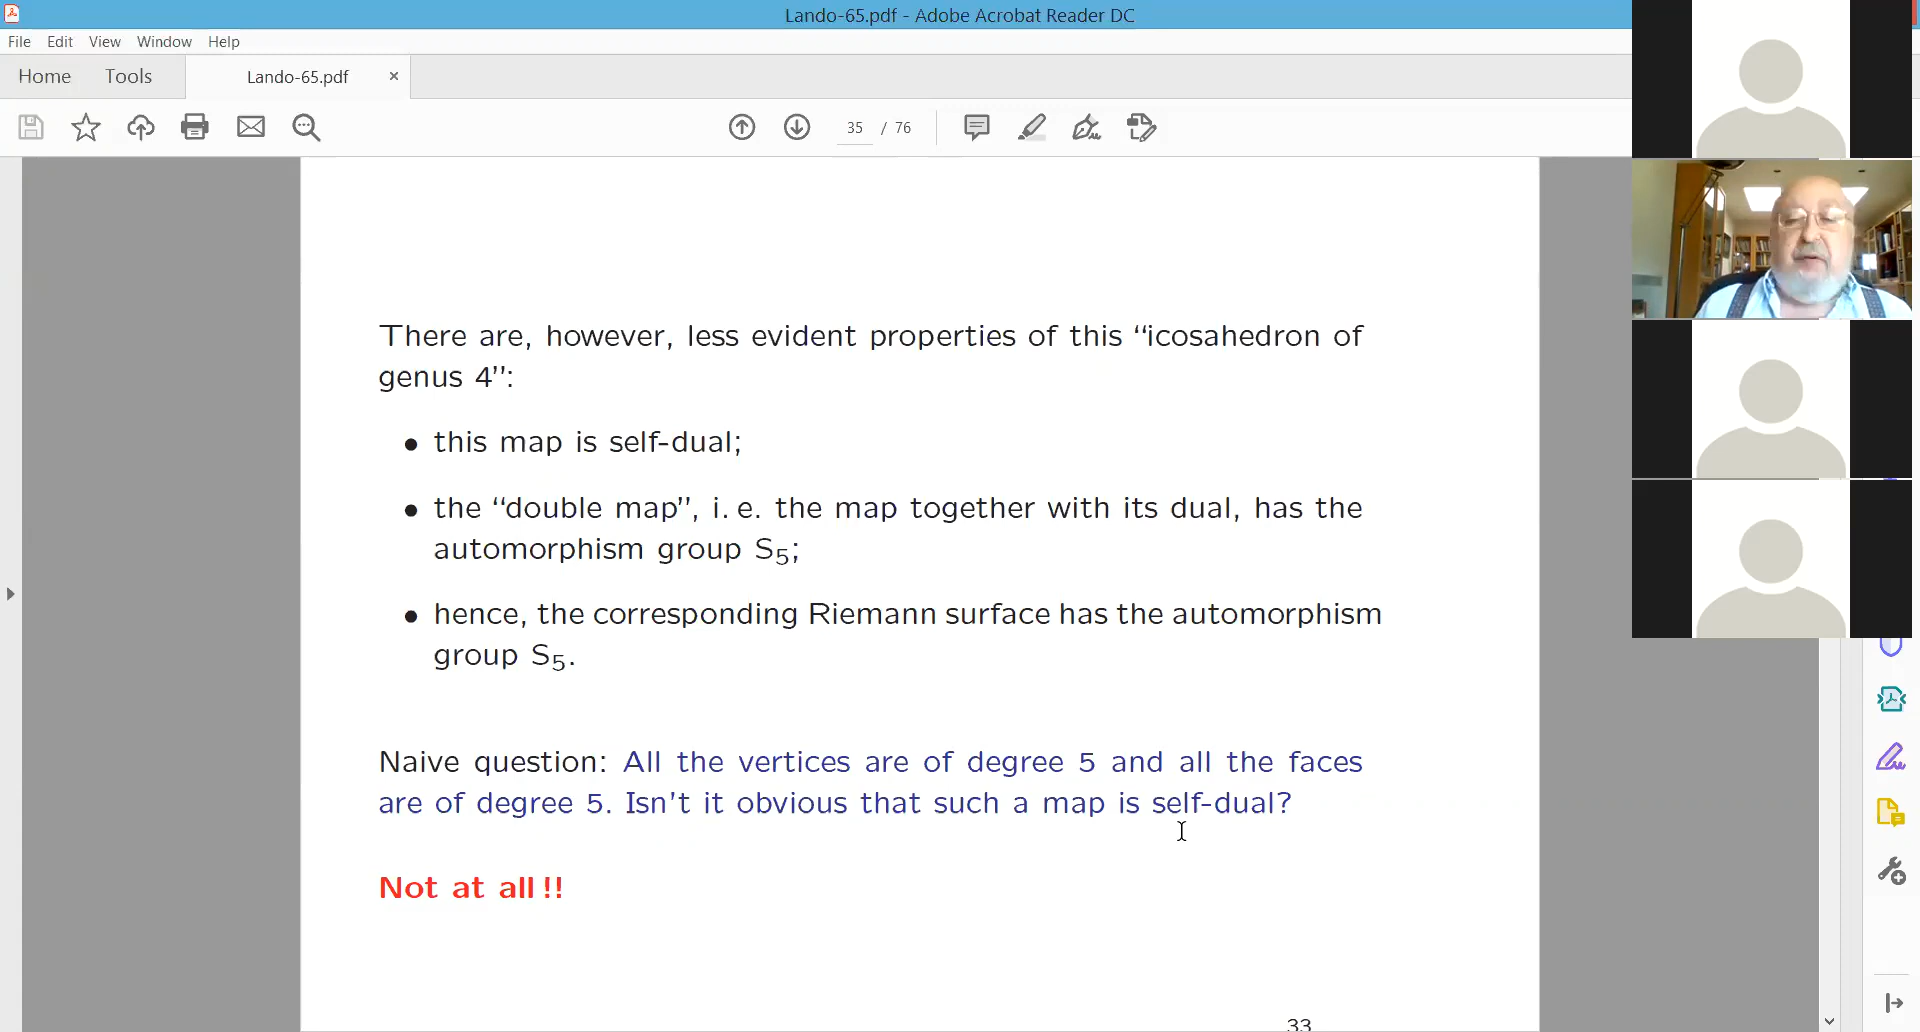 Lando-65.pdf - Adobe Acrobat Reader DC
File Edit View Window Help
Home Tools Lando-65.pdf ×
35 / 76
There are, however, less evident properties of this “icosahedron of
genus 4”:
• this map is self-dual;
• the “double map”, i. e. the map together with its dual, has the
automorphism group S₅;
• hence, the corresponding Riemann surface has the automorphism
group S₅.
Naive question: All the vertices are of degree 5 and all the faces
are of degree 5. Isn't it obvious that such a map is self-dual?
Not at all !!
33